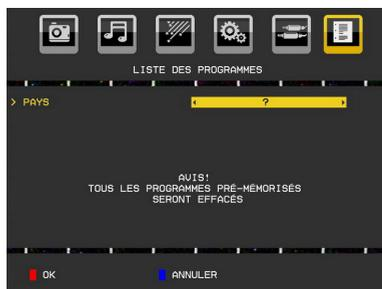 LISTE DES PROGRAMMES
> PAYS ?
AVIS!
TOUS LES PROGRAMMES PRÉ-MÉMORISÉS
SERONT EFFACÉS
OK ANNULER